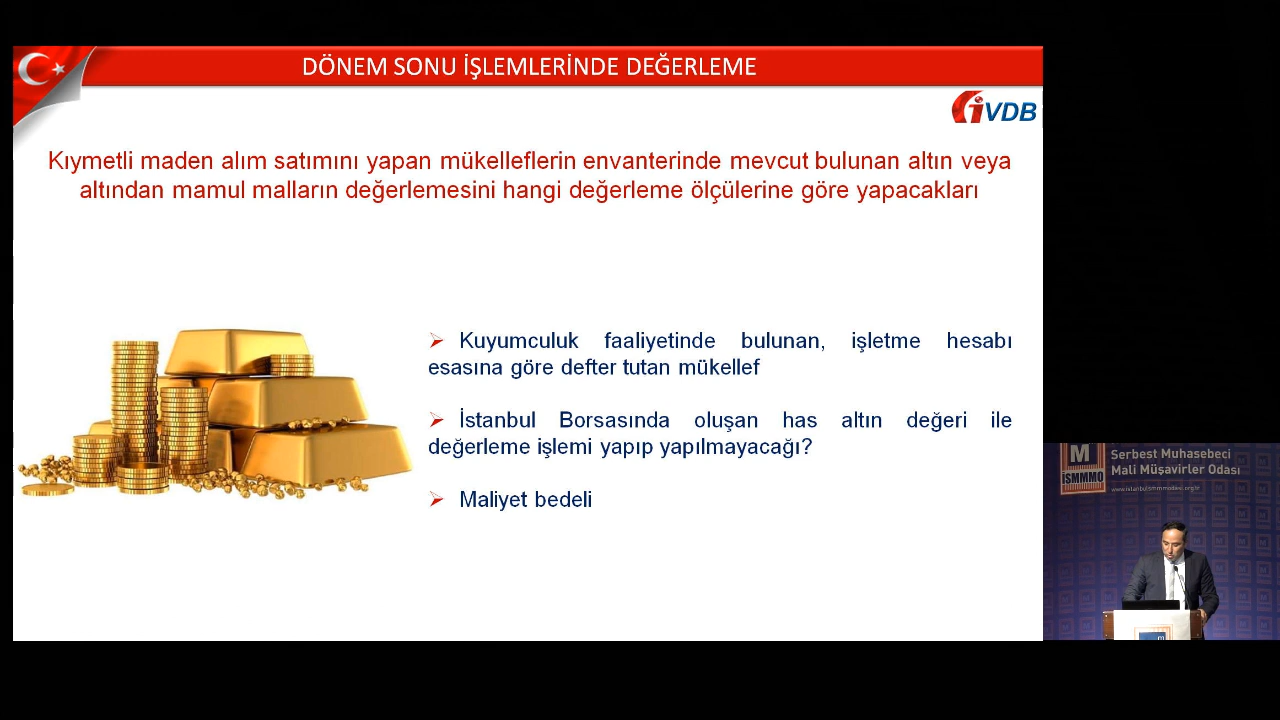 DÖNEM SONU İŞLEMLERİNDE DEĞERLEME
iVDB
Kıymetli maden alım satımını yapan mükelleflerin envanterinde mevcut bulunan altın veya
altından mamul malların değerlemesini hangi değerleme ölçülerine göre yapacakları
Kuyumculuk faaliyetinde bulunan, işletme hesabı
esasına göre defter tutan mükellef
İstanbul Borsasında oluşan has altın değeri ile
değerleme işlemi yapıp yapılmayacağı?
Maliyet bedeli
M
İSMMMO
Serbest Muhasebeci
Mali Müşavirler Odası